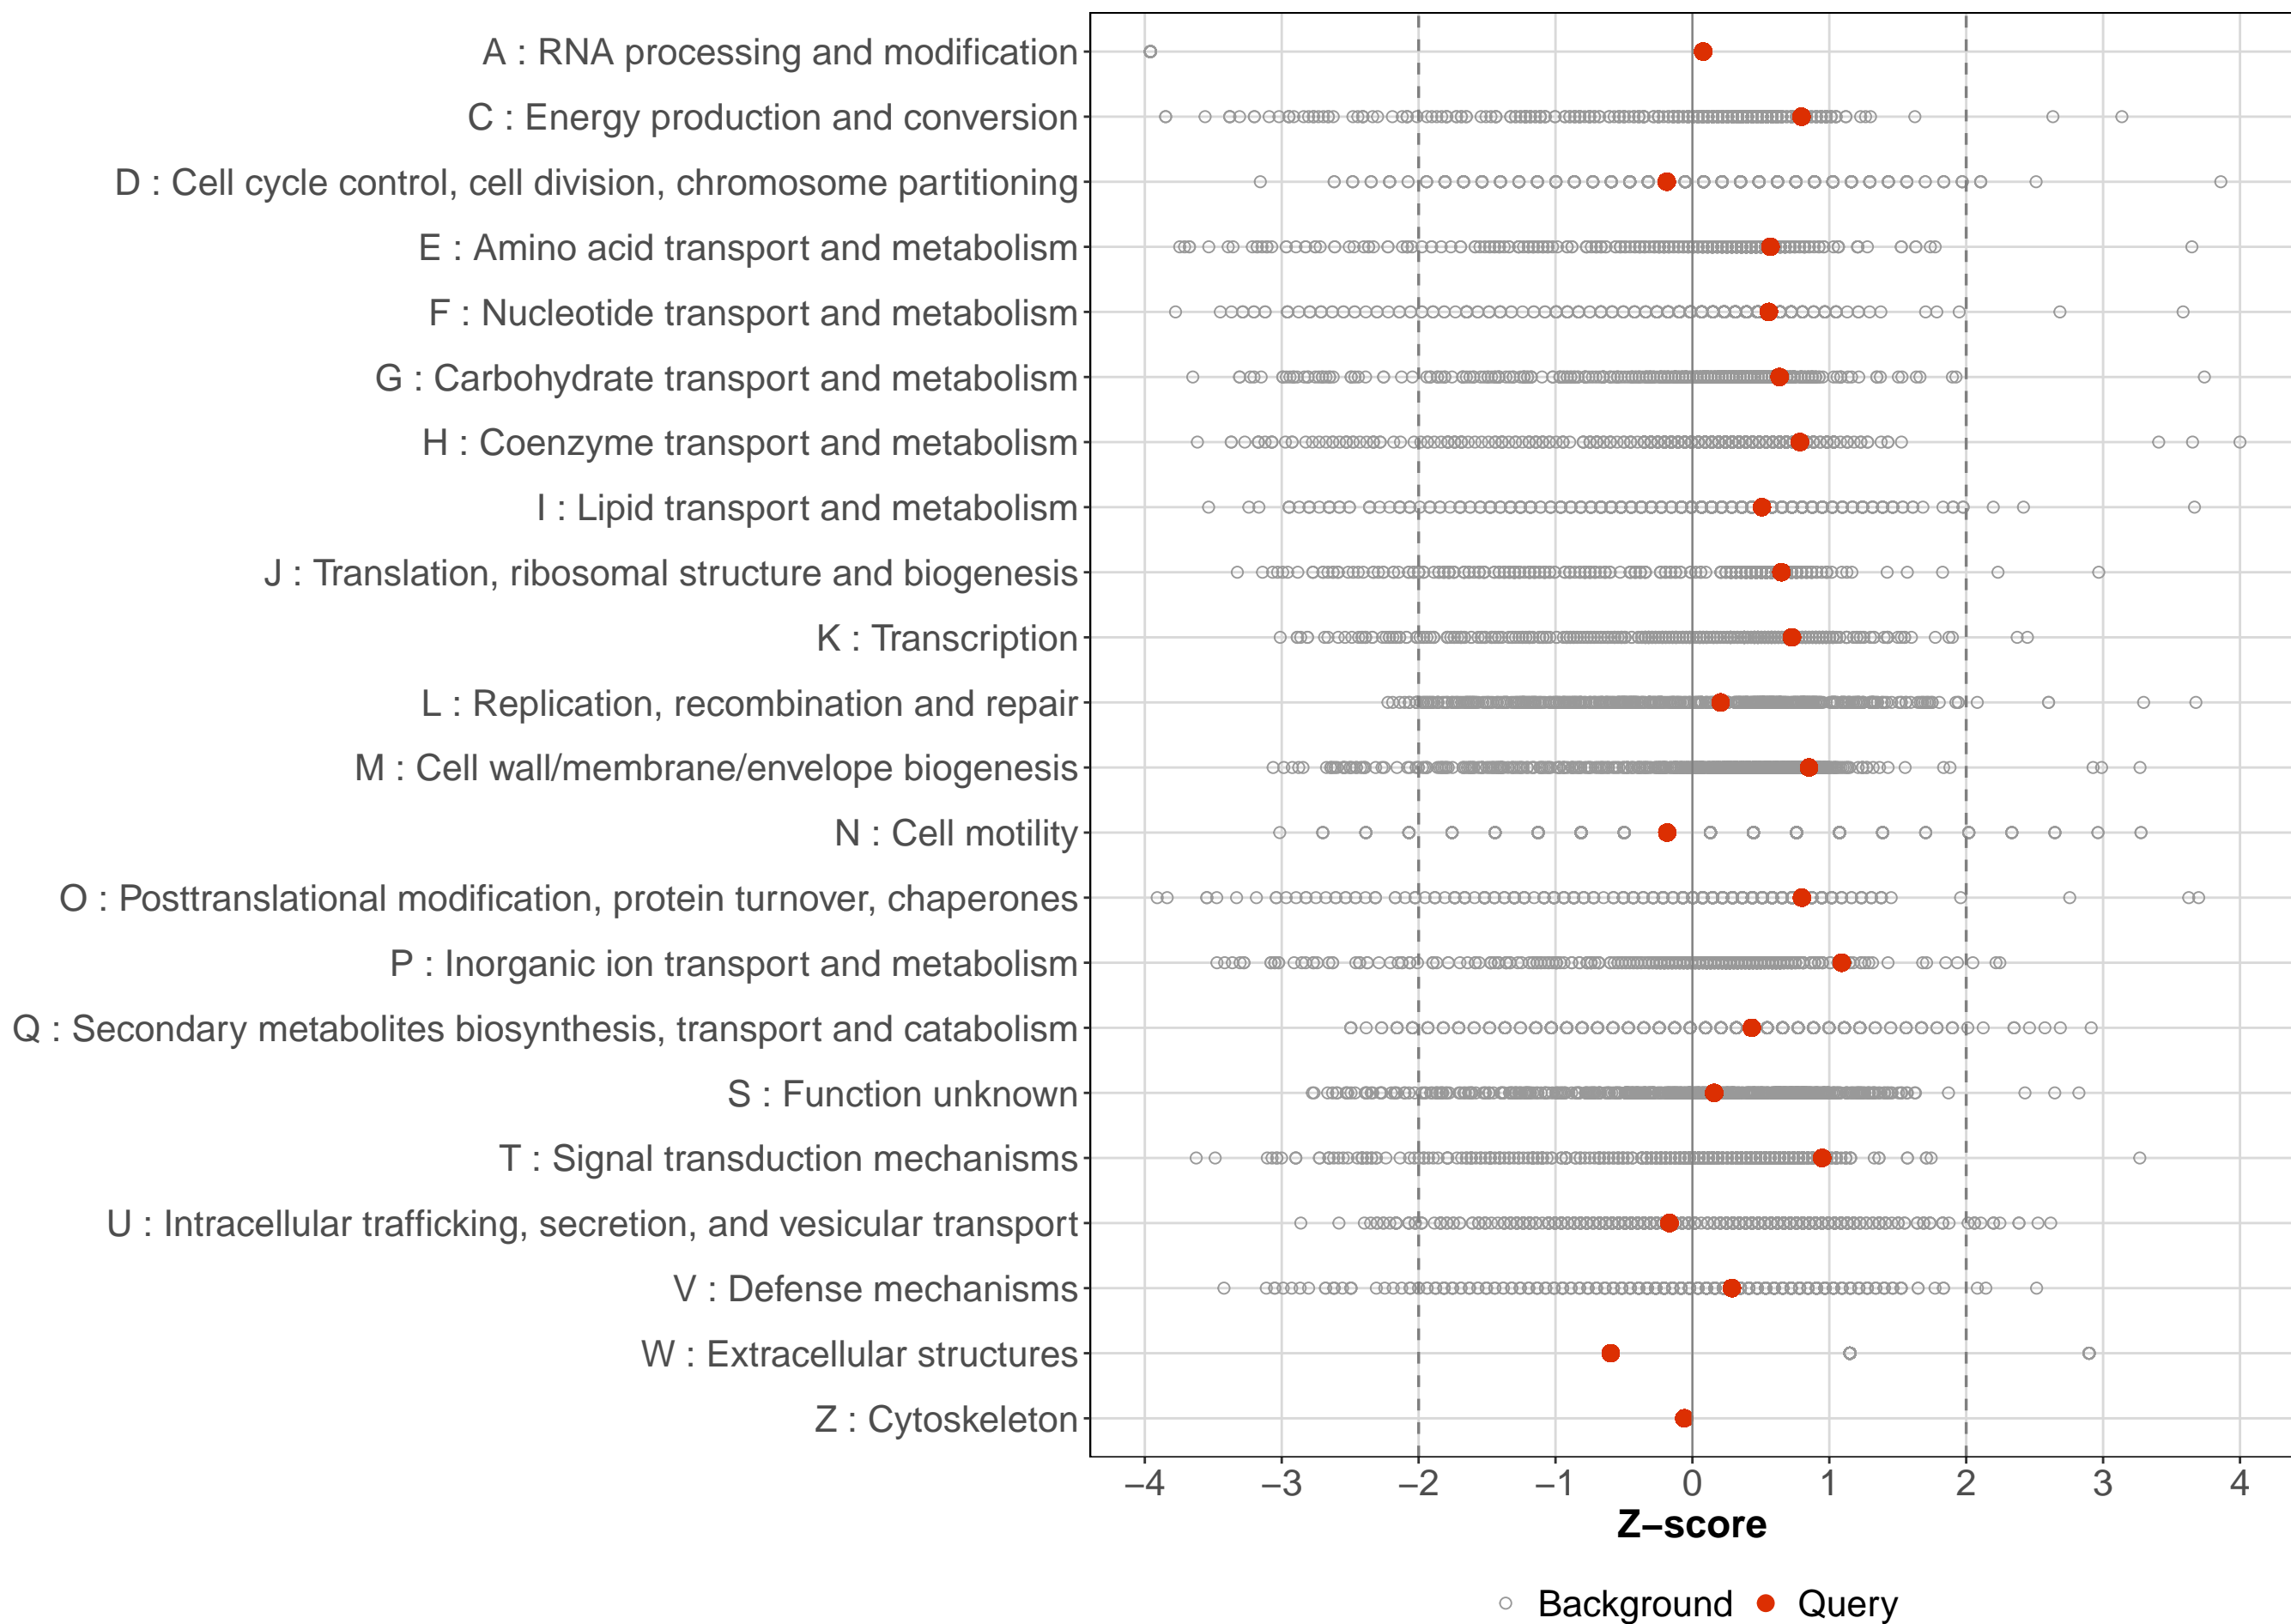 A : RNA processing and modification
C : Energy production and conversion
D : Cell cycle control, cell division, chromosome partitioning
E : Amino acid transport and metabolism
F : Nucleotide transport and metabolism
G : Carbohydrate transport and metabolism
H : Coenzyme transport and metabolism
I : Lipid transport and metabolism
J : Translation, ribosomal structure and biogenesis
K : Transcription
L : Replication, recombination and repair
M : Cell wall/membrane/envelope biogenesis
N : Cell motility
O : Posttranslational modification, protein turnover, chaperones
P : Inorganic ion transport and metabolism
Q : Secondary metabolites biosynthesis, transport and catabolism
S : Function unknown
T : Signal transduction mechanisms
U : Intracellular trafficking, secretion, and vesicular transport
V : Defense mechanisms
W : Extracellular structures
Z : Cytoskeleton
−4 −3 −2 −1 0 1 2 3 4
Z−score
Background Query